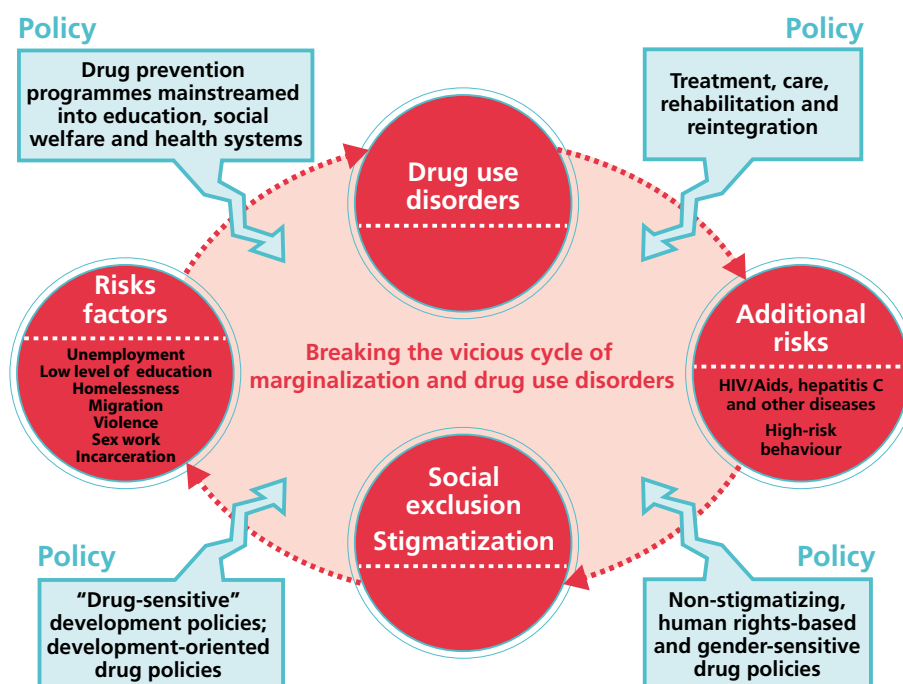 Policy
Drug prevention
programmes mainstreamed
into education, social
welfare and health systems
Policy
Treatment, care,
rehabilitation and
reintegration
Drug use
disorders
Risks
factors
Unemployment
Low level of education
Homelessness
Migration
Violence
Sex work
Incarceration
Breaking the vicious cycle of
marginalization and drug use disorders
Additional
risks
HIV/Aids, hepatitis C
and other diseases
High-risk
behaviour
Social
exclusion
Stigmatization
Policy
“Drug-sensitive”
development policies;
development-oriented
drug policies
Policy
Non-stigmatizing,
human rights-based
and gender-sensitive
drug policies